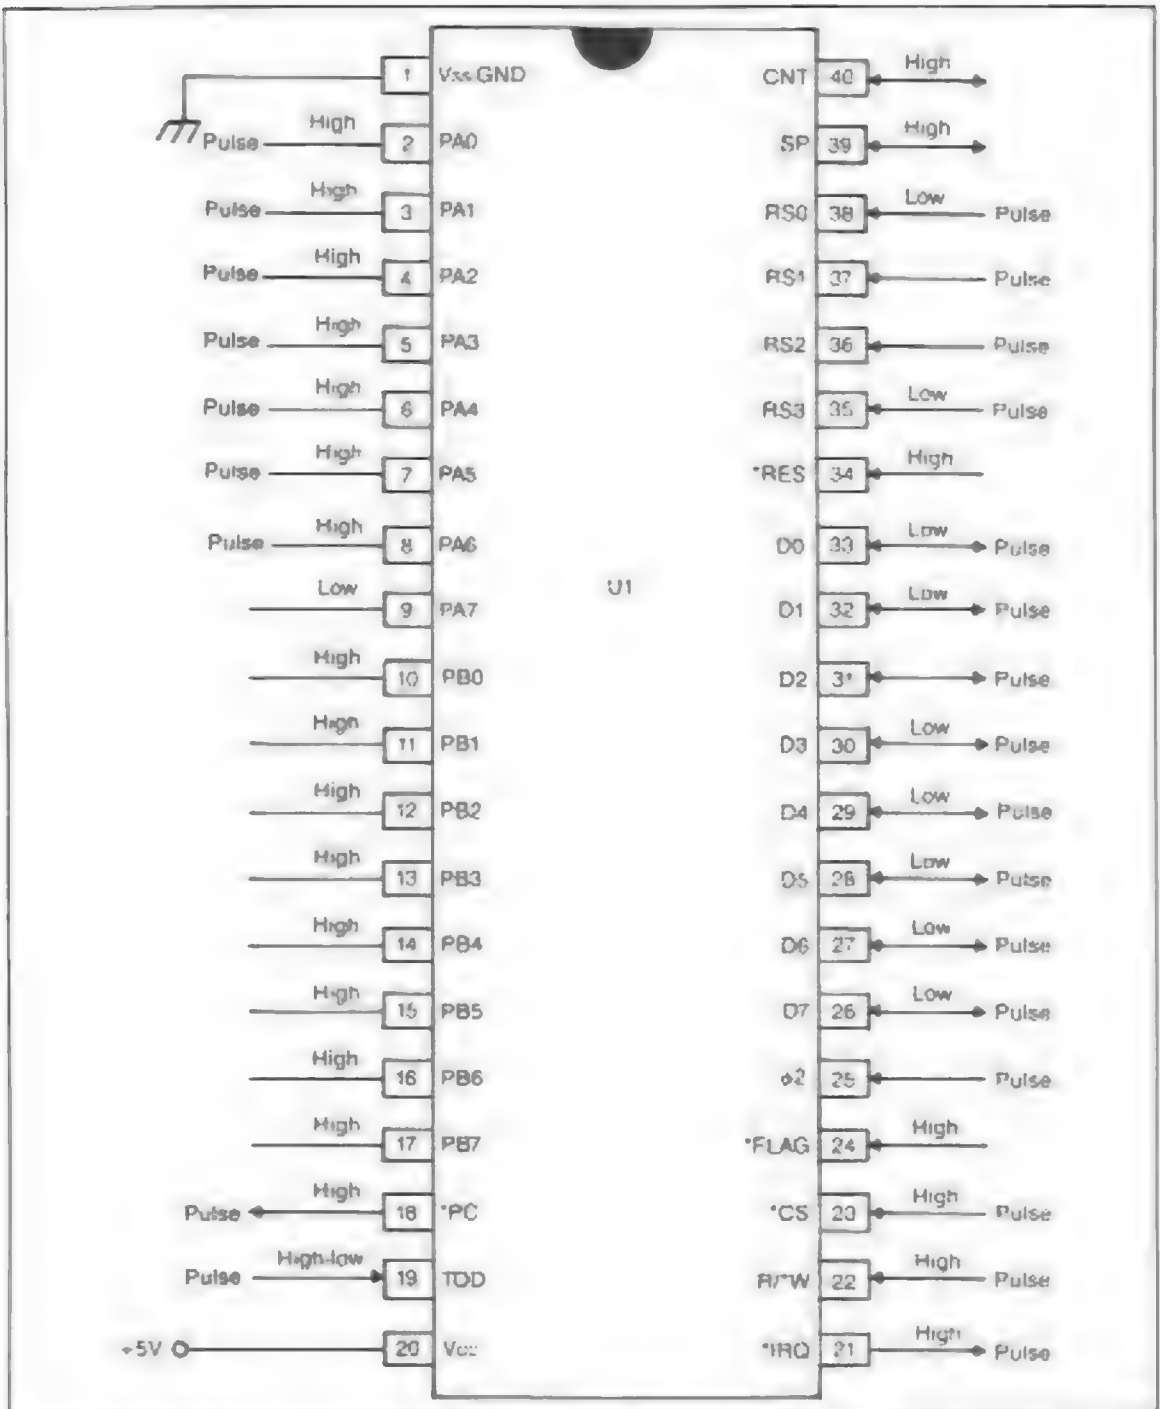 1 Vss GND CNT 40 High
Pulse High 2 PA0 SP 39 High
Pulse High 3 PA1 RS0 38 Low Pulse
Pulse High 4 PA2 RS1 37 Pulse
Pulse High 5 PA3 RS2 36 Pulse
Pulse High 6 PA4 RS3 35 Low Pulse
Pulse High 7 PA5 *RES 34 High
Pulse High 8 PA6 D0 33 Low Pulse
U1
Low 9 PA7 D1 32 Low Pulse
High 10 PB0 D2 31 Pulse
High 11 PB1 D3 30 Low Pulse
High 12 PB2 D4 29 Low Pulse
High 13 PB3 D5 28 Low Pulse
High 14 PB4 D6 27 Low Pulse
High 15 PB5 D7 26 Low Pulse
High 16 PB6 ϕ2 25 Pulse
High 17 PB7 *FLAG 24 High
Pulse High 18 *PC *CS 23 High Pulse
Pulse High-low 19 TOD R/*W 22 High Pulse
+5V 20 Vcc *IRQ 21 High Pulse